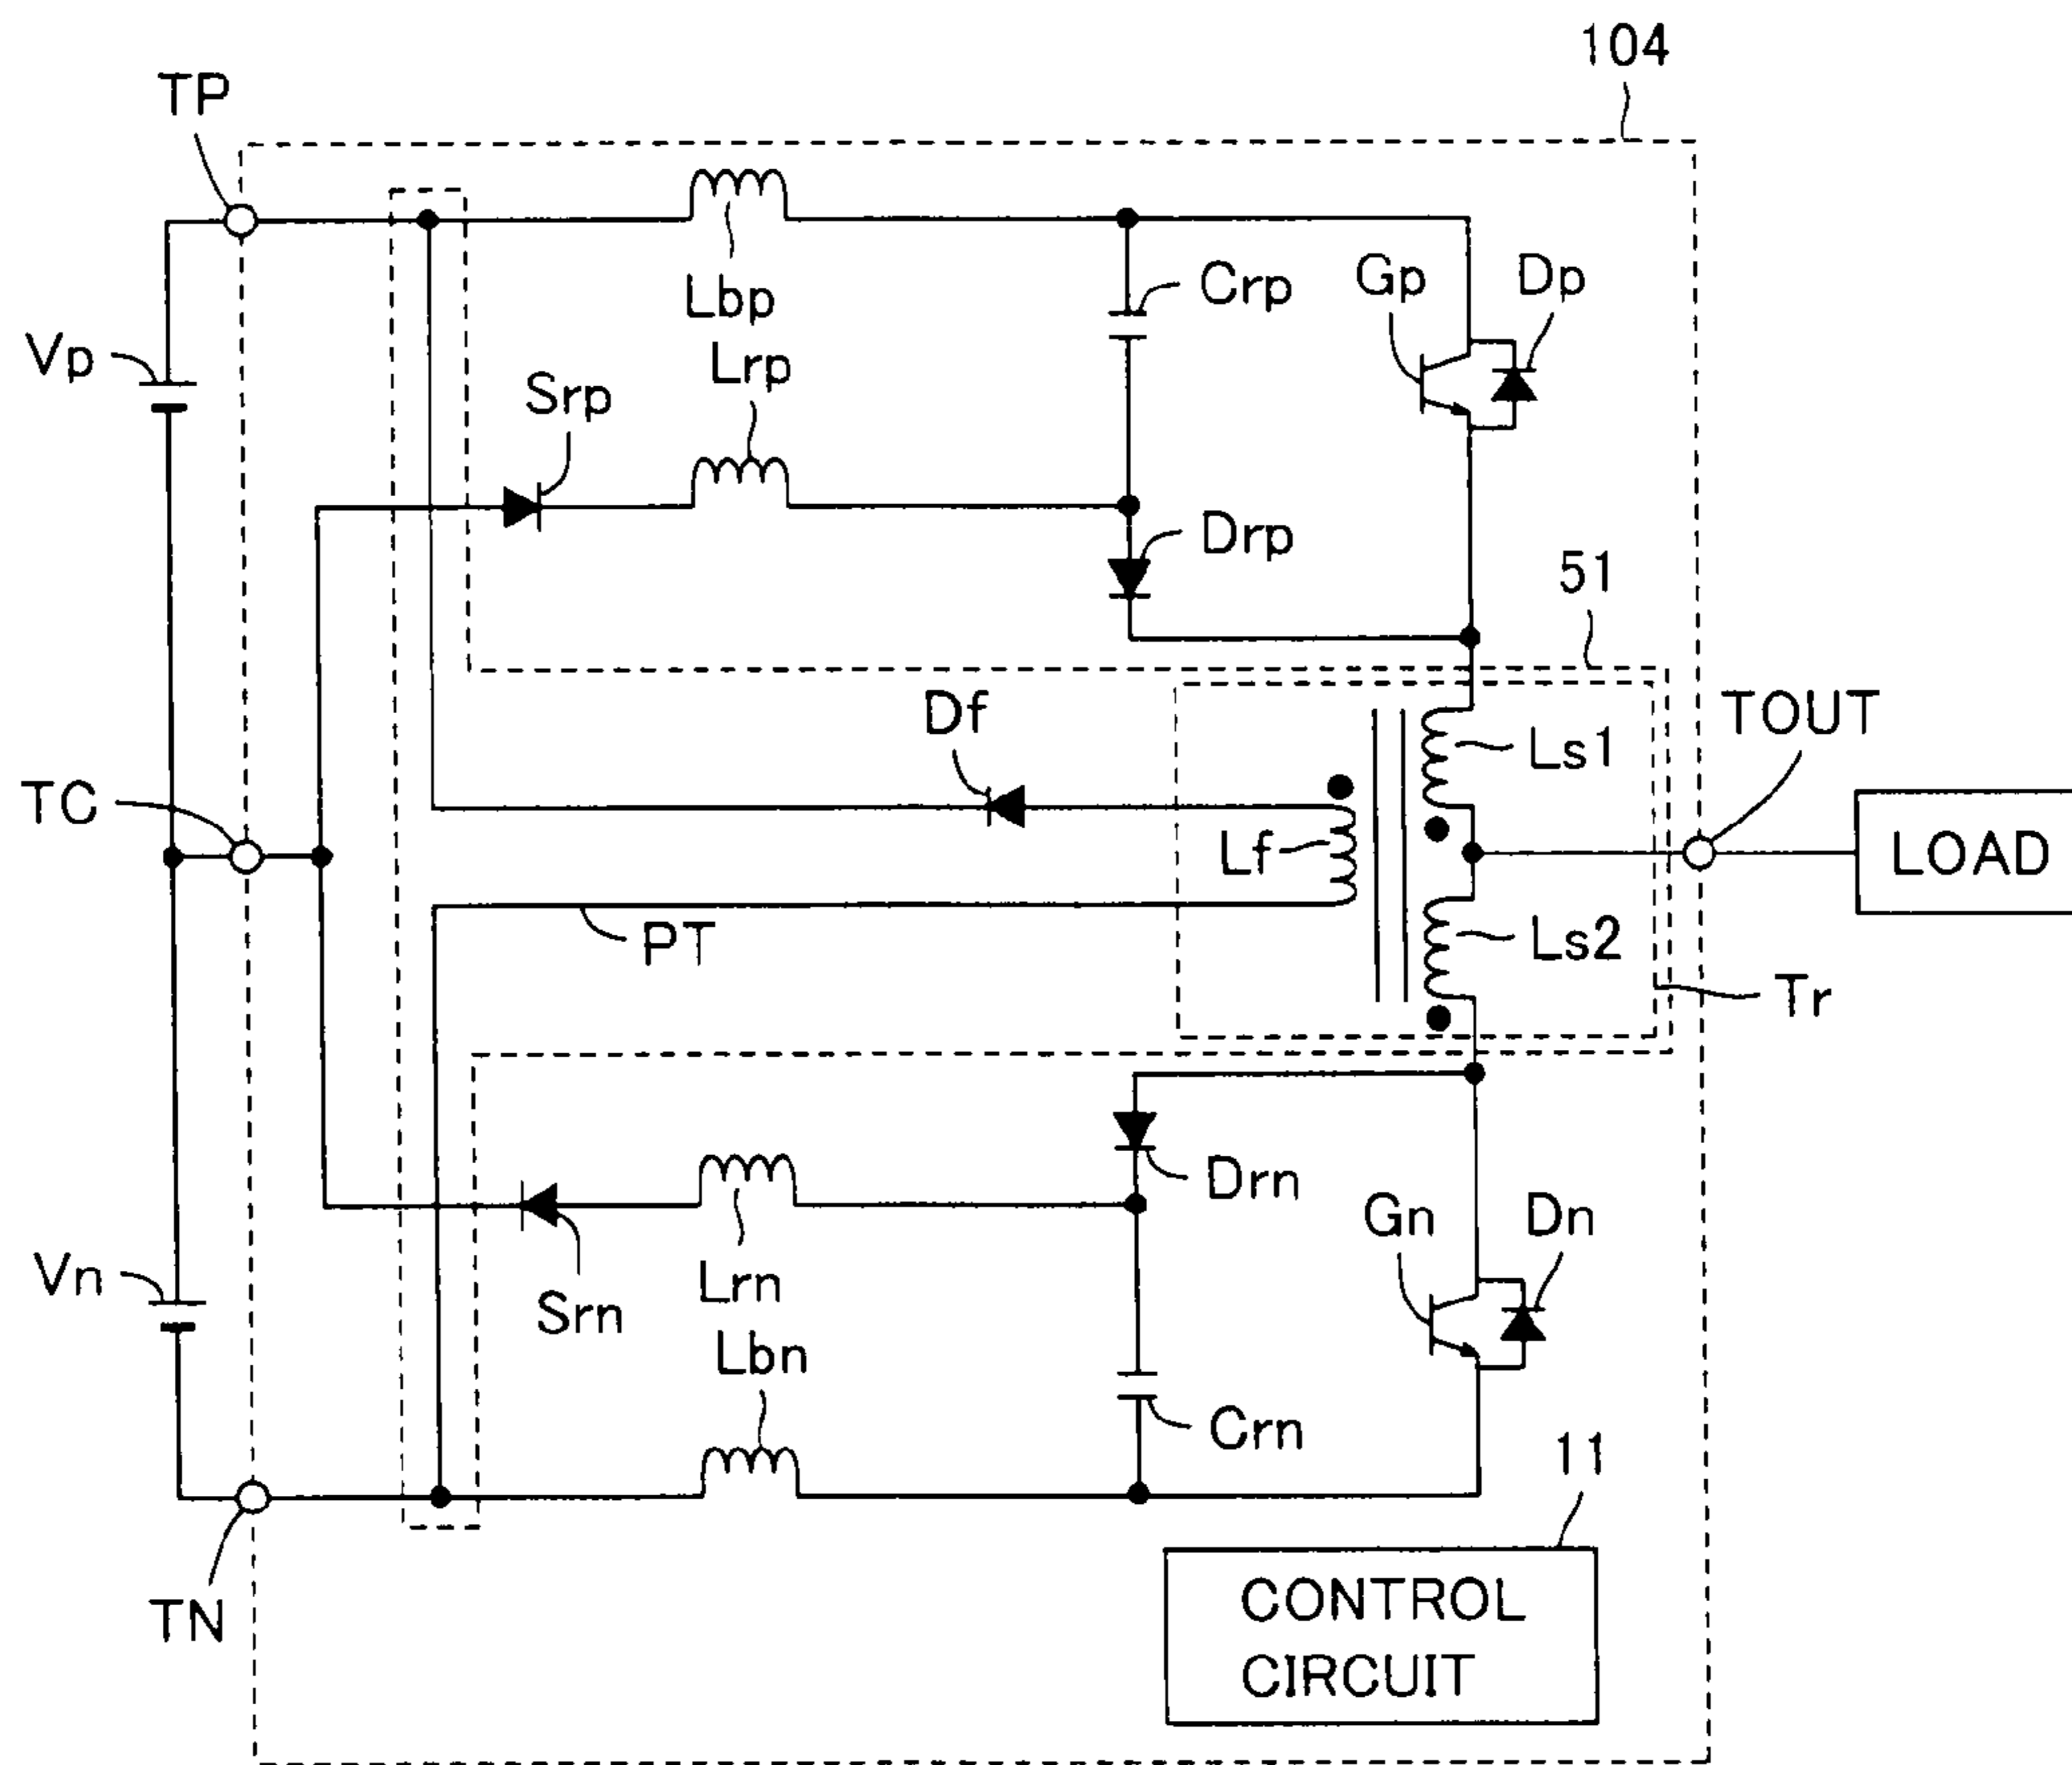 104
TP
Lbp
Crp
Gp
Dp
Vp
Lrp
Srp
Drp
51
Df
TOUT
Ls1
TC
Lf
LOAD
PT
Ls2
Tr
Drn
Gn
Dn
Vn
Lrn
Srn
Lbn
Crn
11
TN
CONTROL
CIRCUIT